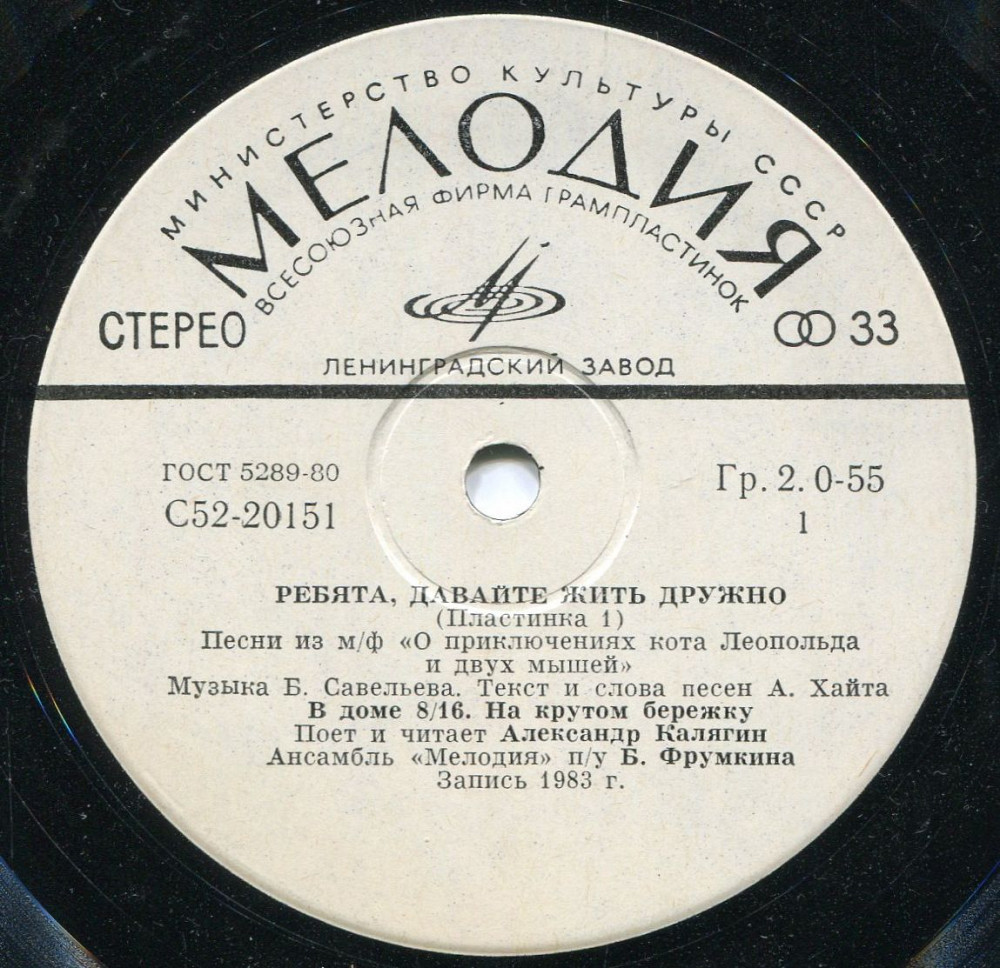 МИНИСТЕРСТВО КУЛЬТУРЫ СССР
МЕЛОДИЯ
ВСЕСОЮЗНАЯ ФИРМА ГРАМПЛАСТИНОК
СТЕРЕО
33
ЛЕНИНГРАДСКИЙ ЗАВОД
ГОСТ 5289-80
Гр. 2. 0-55
С52-20151
1
РЕБЯТА, ДАВАЙТЕ ЖИТЬ ДРУЖНО
(Пластинка 1)
Песни из м/ф «О приключениях кота Леопольда
и двух мышей»
Музыка Б. Савельева. Текст и слова песен А. Хайта
В доме 8/16. На крутом бережку
Поет и читает Александр Калягин
Ансамбль «Мелодия» п/у Б. Фрумкина
Запись 1983 г.